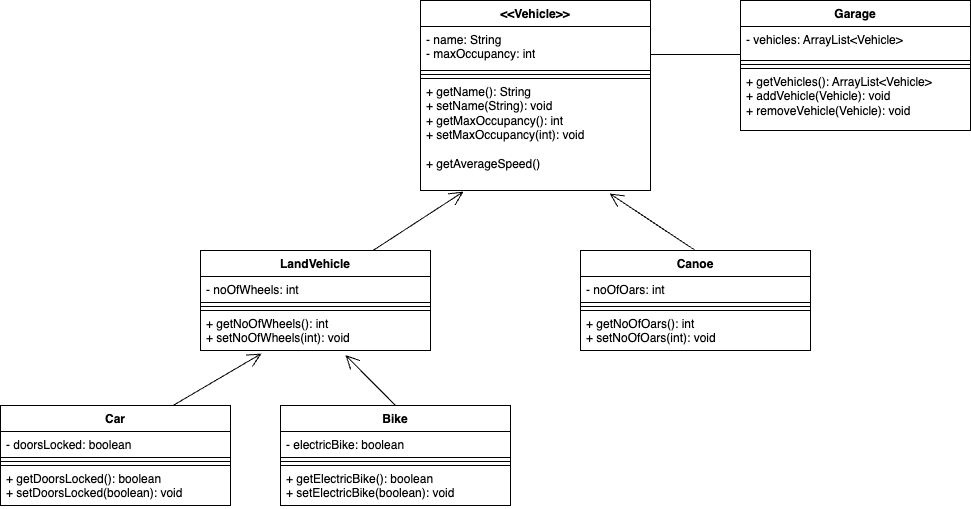 <<Vehicle>>
- name: String
- maxOccupancy: int
+ getName(): String
+ setName(String): void
+ getMaxOccupancy(): int
+ setMaxOccupancy(int): void
+ getAverageSpeed()
Garage
- vehicles: ArrayList<Vehicle>
+ getVehicles(): ArrayList<Vehicle>
+ addVehicle(Vehicle): void
+ removeVehicle(Vehicle): void
LandVehicle
- noOfWheels: int
+ getNoOfWheels(): int
+ setNoOfWheels(int): void
Canoe
- noOfOars: int
+ getNoOfOars(): int
+ setNoOfOars(int): void
Car
- doorsLocked: boolean
+ getDoorsLocked(): boolean
+ setDoorsLocked(boolean): void
Bike
- electricBike: boolean
+ getElectricBike(): boolean
+ setElectricBike(boolean): void